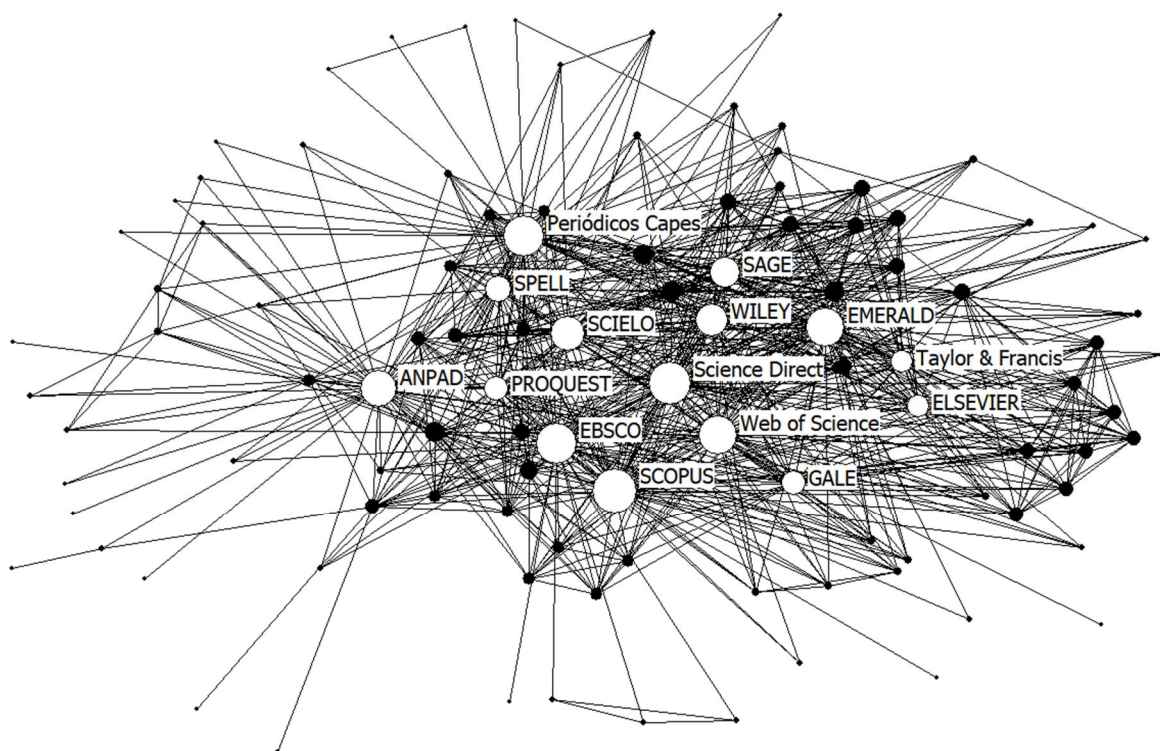 Periódicos Capes
SAGE
SPELL
WILEY
EMERALD
SCIELO
Taylor & Francis
Science Direct
ANPAD
PROQUEST
ELSEVIER
Web of Science
EBSCO
SCOPUS
GALE